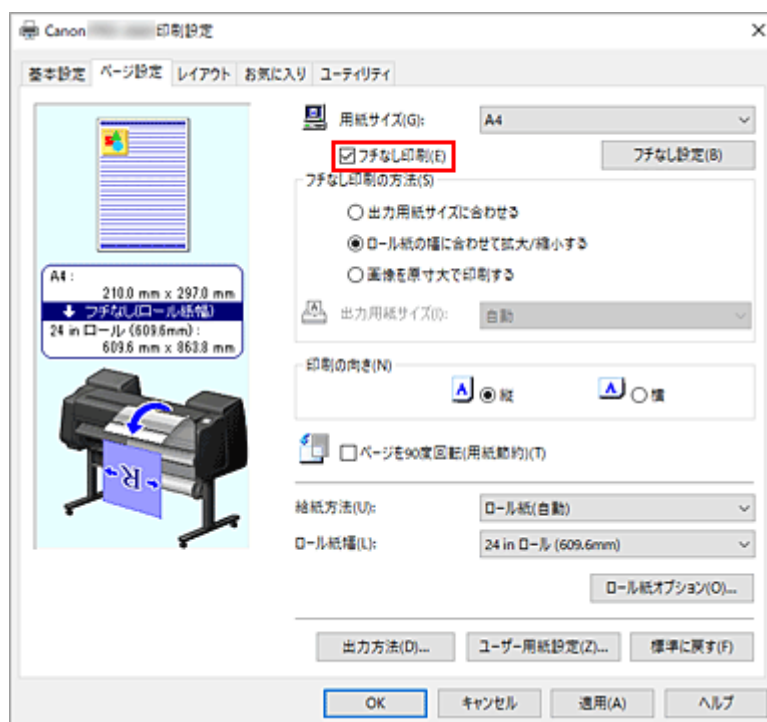 Canon 印刷設定
基本設定 ページ設定 レイアウト お気に入り ユーティリティ
用紙サイズ(G): A4
フチなし印刷(E) フチなし設定(B)
フチなし印刷の方法(S)
出力用紙サイズに合わせる
ロール紙の幅に合わせて拡大/縮小する
画像を原寸大で印刷する
出力用紙サイズ(I): 自動
A4 :
210.0 mm x 297.0 mm
フチなし(ロール紙幅)
24 in ロール (609.6mm) :
609.6 mm x 863.8 mm
印刷の向き(N)
A 縦 A 横
R
ページを90度回転(用紙節約)(T)
給紙方法(U): ロール紙(自動)
ロール紙幅(L): 24 in ロール (609.6mm)
ロール紙オプション(O)...
出力方法(D)... ユーザー用紙設定(Z)... 標準に戻す(F)
OK キャンセル 適用(A) ヘルプ